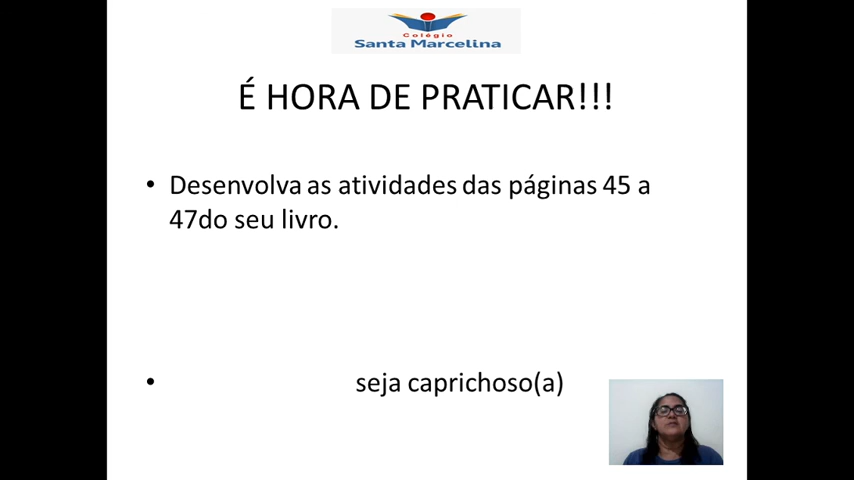 Colégio
Santa Marcelina
É HORA DE PRATICAR!!!
• Desenvolva as atividades das páginas 45 a
47do seu livro.
• seja caprichoso(a)